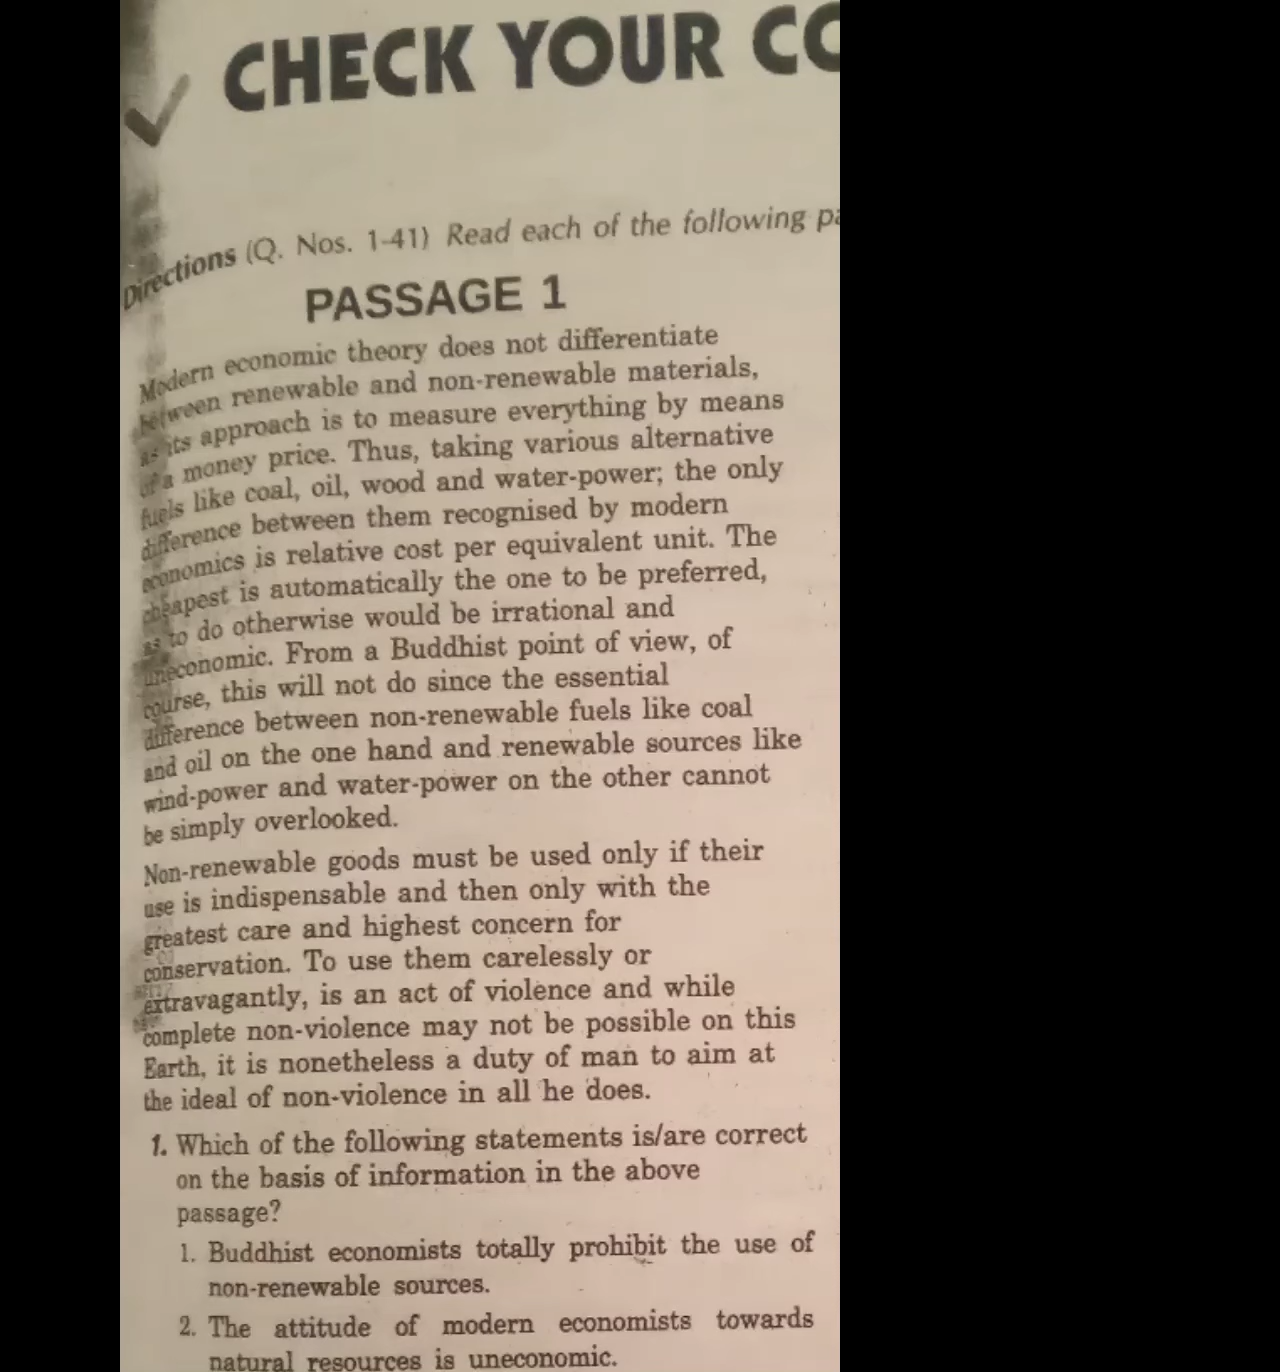 CHECK YOUR CO
Directions (Q. Nos. 1-41) Read each of the following pa
PASSAGE 1
Modern economic theory does not differentiate
between renewable and non-renewable materials,
as its approach is to measure everything by means
of a money price. Thus, taking various alternative
fuels like coal, oil, wood and water-power; the only
difference between them recognised by modern
economics is relative cost per equivalent unit. The
cheapest is automatically the one to be preferred,
as to do otherwise would be irrational and
uneconomic. From a Buddhist point of view, of
course, this will not do since the essential
difference between non-renewable fuels like coal
and oil on the one hand and renewable sources like
wind-power and water-power on the other cannot
be simply overlooked.
Non-renewable goods must be used only if their
use is indispensable and then only with the
greatest care and highest concern for
conservation. To use them carelessly or
extravagantly, is an act of violence and while
complete non-violence may not be possible on this
Earth, it is nonetheless a duty of man to aim at
the ideal of non-violence in all he does.
1. Which of the following statements is/are correct
on the basis of information in the above
passage?
1. Buddhist economists totally prohibit the use of
non-renewable sources.
2. The attitude of modern economists towards
natural resources is uneconomic.